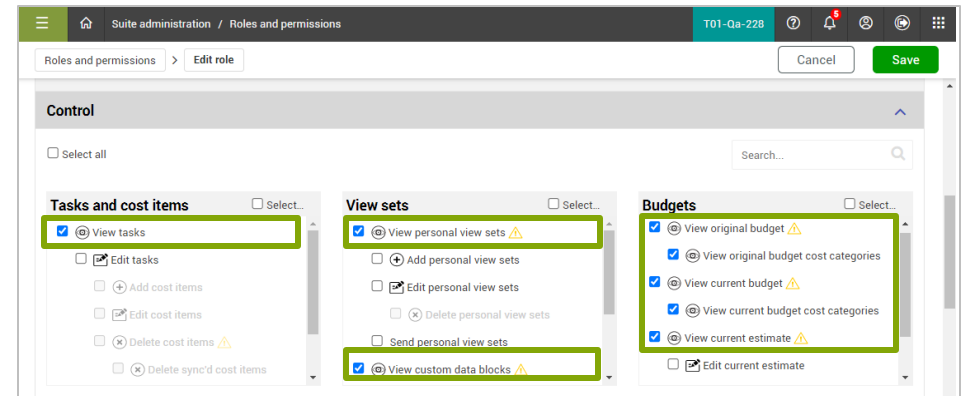 Suite administration / Roles and permissions
T01-Qa-228
5
Roles and permissions > Edit role
Cancel
Save
Control
Select all
Search...
Tasks and cost items
Select...
View tasks
Edit tasks
Add cost items
Edit cost items
Delete cost items
Delete sync'd cost items
View sets
Select...
View personal view sets
Add personal view sets
Edit personal view sets
Delete personal view sets
Send personal view sets
View custom data blocks
Budgets
Select...
View original budget
View original budget cost categories
View current budget
View current budget cost categories
View current estimate
Edit current estimate